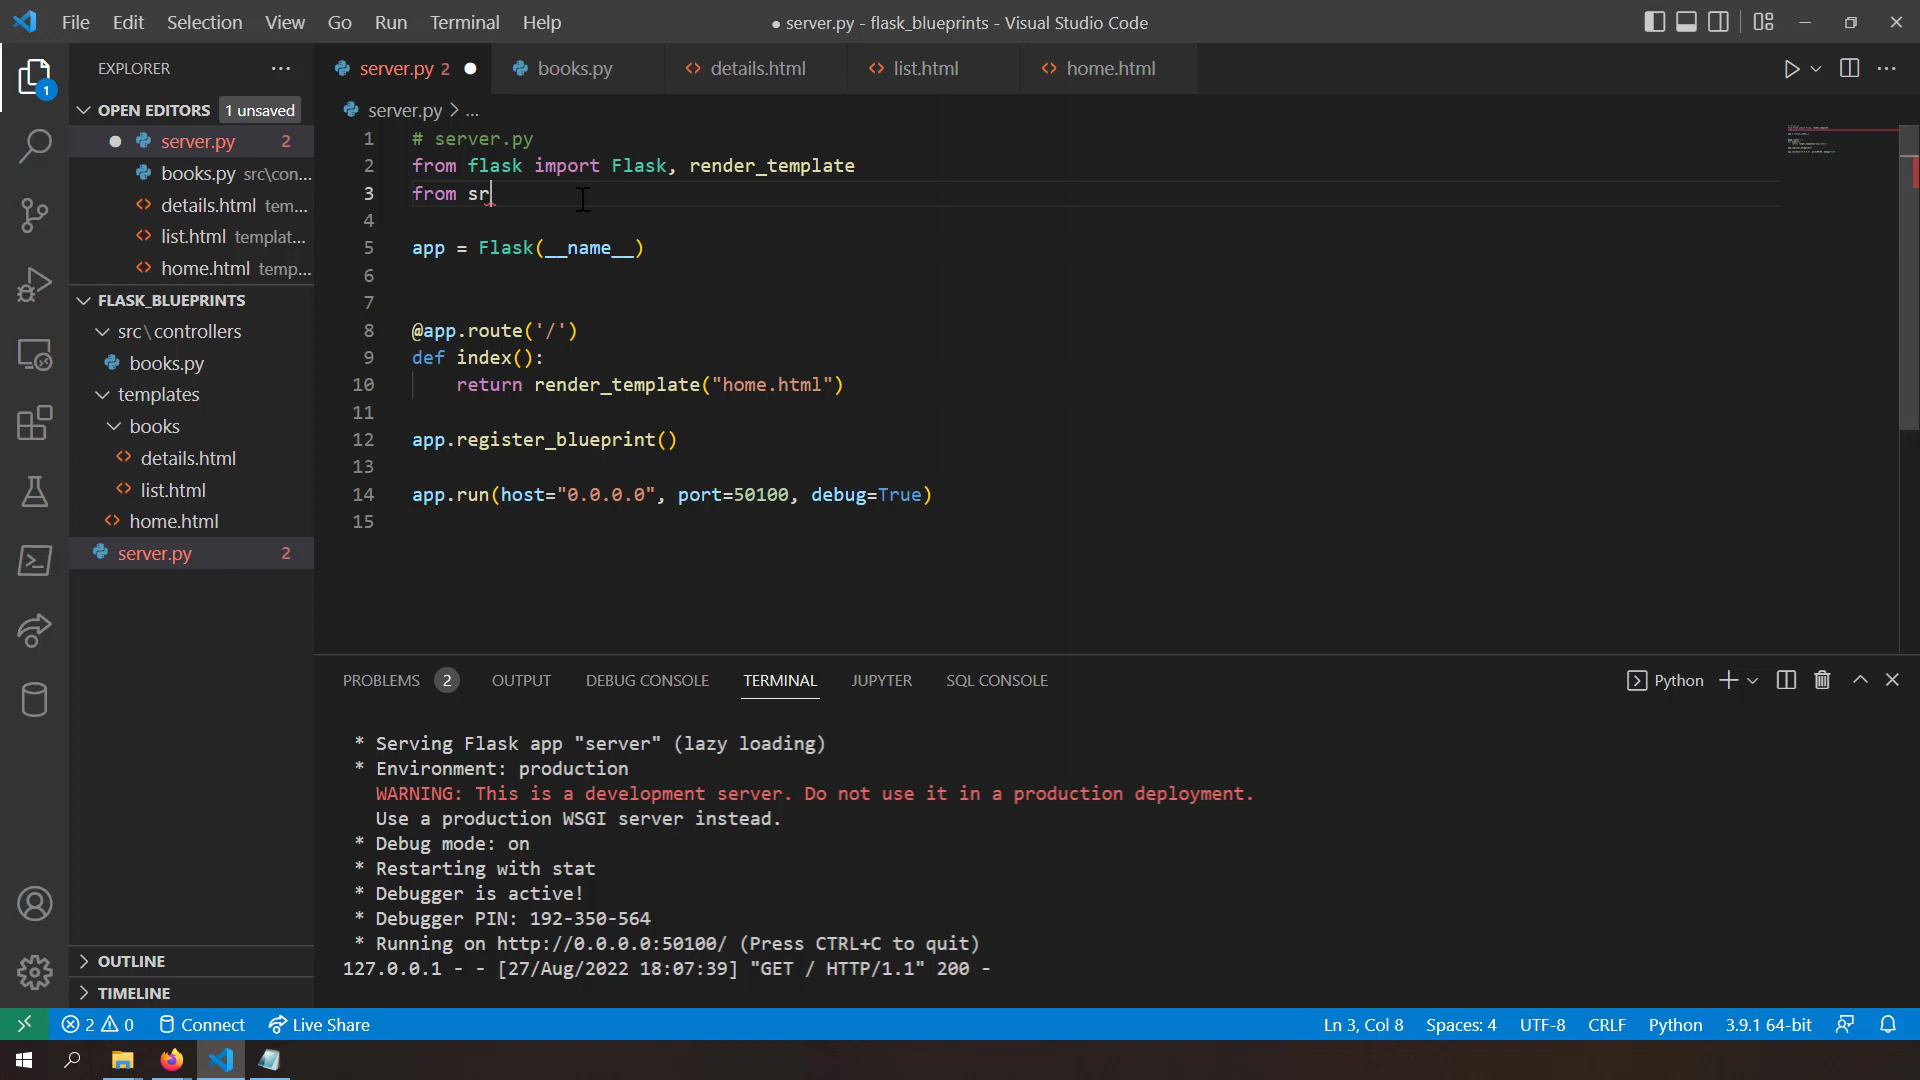 File Edit Selection View Go Run Terminal Help
● server.py - flask_blueprints - Visual Studio Code
EXPLORER
OPEN EDITORS 1 unsaved
server.py 2
books.py src\con...
details.html tem...
list.html templat...
home.html temp...
FLASK_BLUEPRINTS
src\controllers
books.py
templates
books
details.html
list.html
home.html
server.py 2
OUTLINE
TIMELINE
1
server.py 2
books.py
details.html
list.html
home.html
server.py > ...
1 # server.py
2 from flask import Flask, render_template
3 from sr
4
5 app = Flask(__name__)
6
7
8 @app.route('/')
9 def index():
10 return render_template("home.html")
11
12 app.register_blueprint()
13
14 app.run(host="0.0.0.0", port=50100, debug=True)
15
PROBLEMS 2 OUTPUT DEBUG CONSOLE TERMINAL JUPYTER SQL CONSOLE
Python
* Serving Flask app "server" (lazy loading)
* Environment: production
WARNING: This is a development server. Do not use it in a production deployment.
Use a production WSGI server instead.
* Debug mode: on
* Restarting with stat
* Debugger is active!
* Debugger PIN: 192-350-564
* Running on http://0.0.0.0:50100/ (Press CTRL+C to quit)
127.0.0.1 - - [27/Aug/2022 18:07:39] "GET / HTTP/1.1" 200 -
2 0 Connect Live Share
Ln 3, Col 8 Spaces: 4 UTF-8 CRLF Python 3.9.1 64-bit